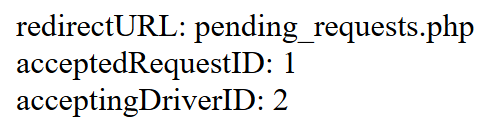 redirectURL: pending_requests.php
acceptedRequestID: 1
acceptingDriverID: 2